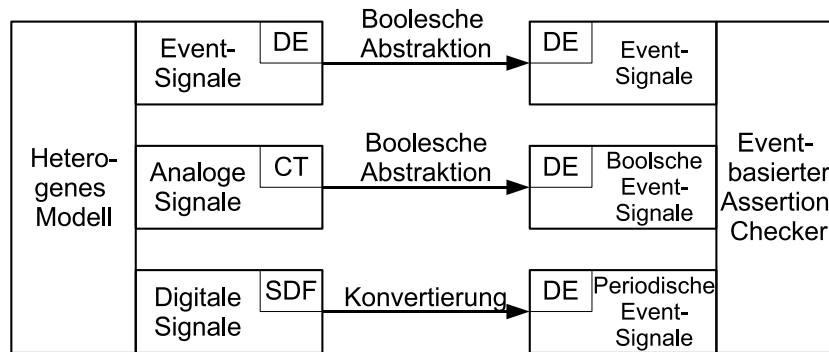 Hetero-
genes
Modell
Event-
Signale
DE
Boolesche
Abstraktion
DE
Event-
Signale
Analoge
Signale
CT
Boolesche
Abstraktion
DE
Boolsche
Event-
Signale
Digitale
Signale
SDF
Konvertierung
DE
Periodische
Event-
Signale
Event-
basierter
Assertion
Checker